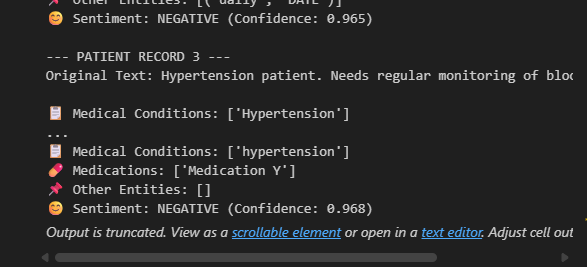 📌 Other Entities: [('daily', 'DATE')]
😊 Sentiment: NEGATIVE (Confidence: 0.965)
--- PATIENT RECORD 3 ---
Original Text: Hypertension patient. Needs regular monitoring of
📋 Medical Conditions: ['Hypertension']
...
📋 Medical Conditions: ['hypertension']
💊 Medications: ['Medication Y']
📌 Other Entities: []
😊 Sentiment: NEGATIVE (Confidence: 0.968)
Output is truncated. View as a scrollable element or open in a text editor. Adjust cell out